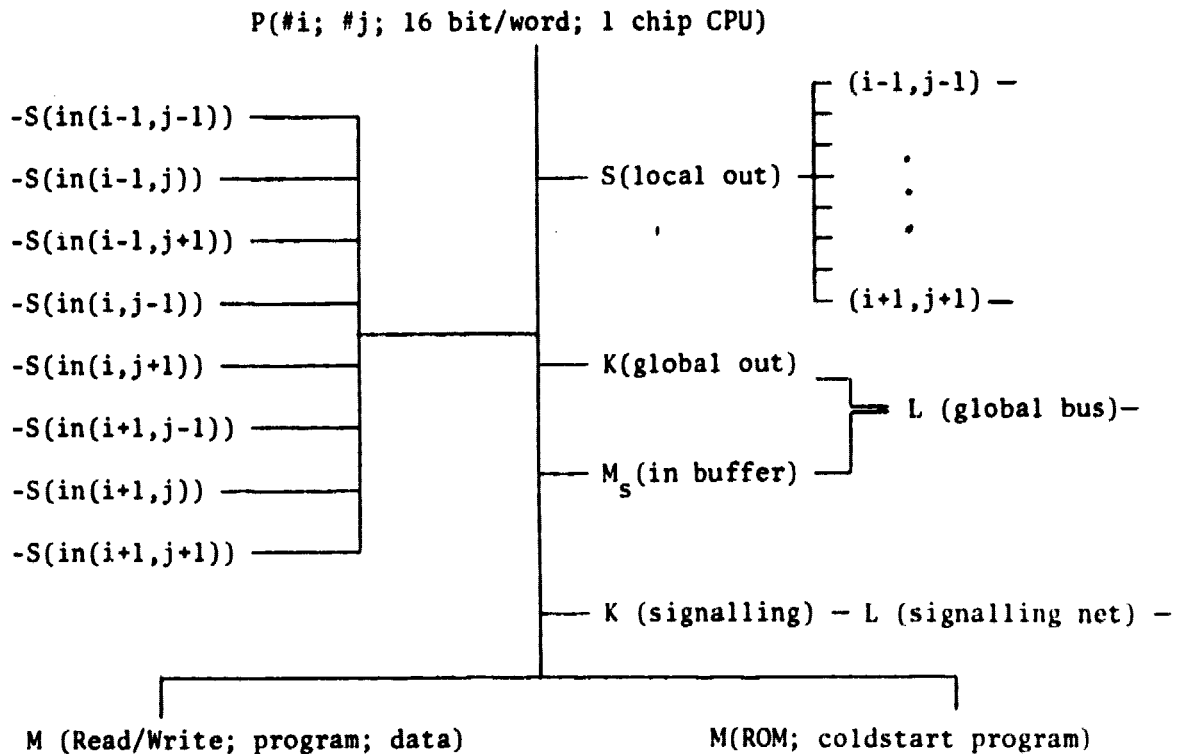 P(#i; #j; 16 bit/word; 1 chip CPU)
-S(in(i-1,j-1))
-S(in(i-1,j))
-S(in(i-1,j+1))
-S(in(i,j-1))
-S(in(i,j+1))
-S(in(i+1,j-1))
-S(in(i+1,j))
-S(in(i+1,j+1))
S(local out)
(i-1,j-1) —
(i+1,j+1) —
K(global out)
L (global bus)—
Ms(in buffer)
K (signalling) — L (signalling net) —
M (Read/Write; program; data)
M(ROM; coldstart program)